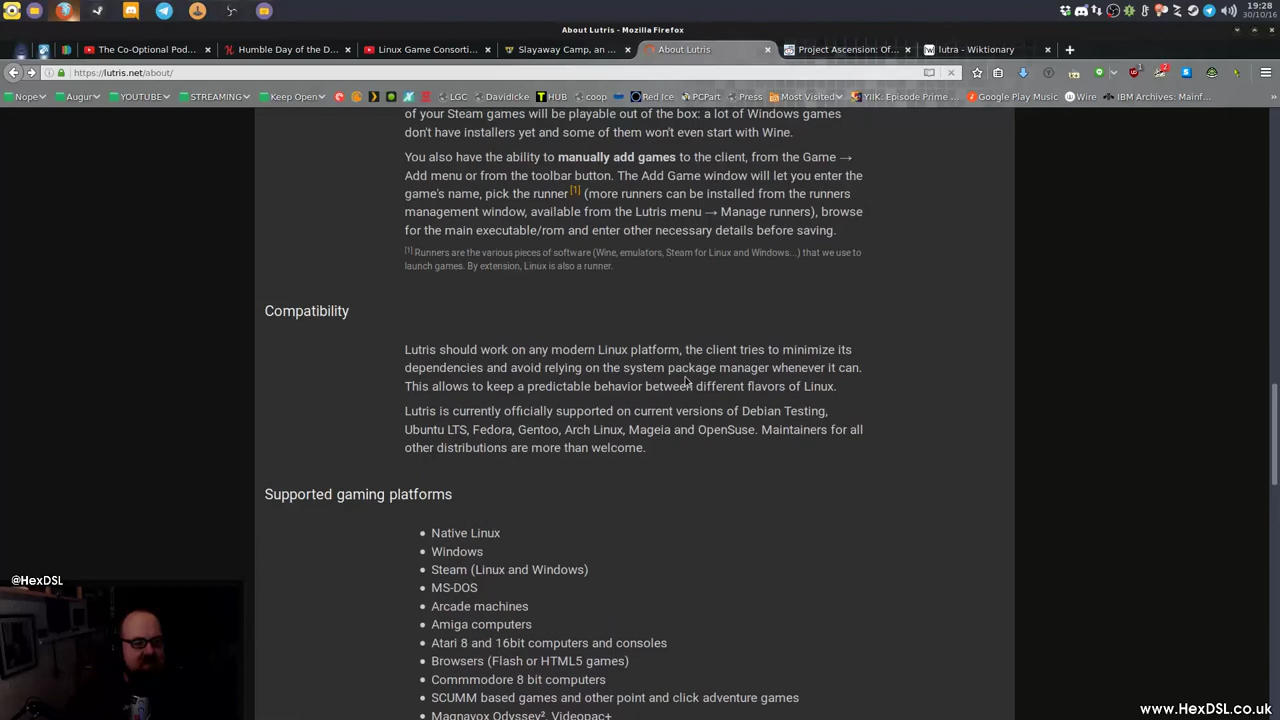 19:28
30/10/16
About Lutris - Mozilla Firefox
The Co-Optional Pod...
Humble Day of the D...
Linux Game Consorti...
Slayaway Camp, an ...
About Lutris
Project Ascension: Of...
lutra - Wiktionary
https://lutris.net/about/
Nope
Augur
YOUTUBE
STREAMING
Keep Open
LGC
DavidIcke
HUB
coop
Red Ice
PCPart
Press
Most Visited
YIIK: Episode Prime ...
Google Play Music
Wire
IBM Archives: Mainf...
of your Steam games will be playable out of the box: a lot of Windows games
don't have installers yet and some of them won't even start with Wine.
You also have the ability to manually add games to the client, from the Game →
Add menu or from the toolbar button. The Add Game window will let you enter the
game's name, pick the runner [1] (more runners can be installed from the runners
management window, available from the Lutris menu → Manage runners), browse
for the main executable/rom and enter other necessary details before saving.
[1] Runners are the various pieces of software (Wine, emulators, Steam for Linux and Windows...) that we use to
launch games. By extension, Linux is also a runner.
Compatibility
Lutris should work on any modern Linux platform, the client tries to minimize its
dependencies and avoid relying on the system package manager whenever it can.
This allows to keep a predictable behavior between different flavors of Linux.
Lutris is currently officially supported on current versions of Debian Testing,
Ubuntu LTS, Fedora, Gentoo, Arch Linux, Mageia and OpenSuse. Maintainers for all
other distributions are more than welcome.
Supported gaming platforms
Native Linux
Windows
Steam (Linux and Windows)
MS-DOS
Arcade machines
Amiga computers
Atari 8 and 16bit computers and consoles
Browsers (Flash or HTML5 games)
Commmodore 8 bit computers
SCUMM based games and other point and click adventure games
Magnavox Odyssey², Videopac+
@HexDSL
www.HexDSL.co.uk